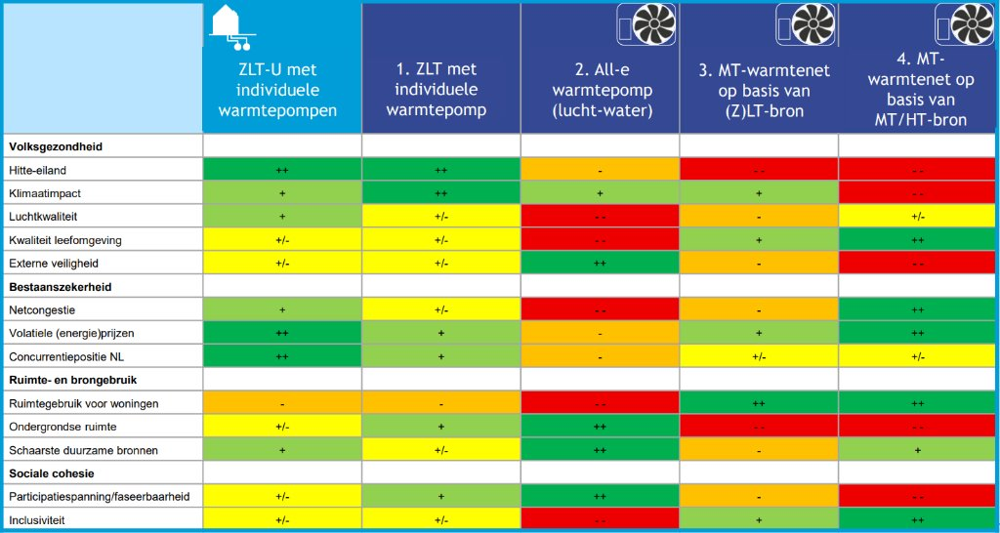 ZLT-U met individuele warmtepompen | 1. ZLT met individuele warmtepomp | 2. All-e warmtepomp (lucht-water) | 3. MT-warmtenet op basis van (Z)LT-bron | 4. MT-warmtenet op basis van MT/HT-bron
Volksgezondheid
Hitte-eiland ++ ++ - - - - -
Klimaatimpact + ++ + + - -
Luchtkwaliteit + +/- - - - +/-
Kwaliteit leefomgeving +/- +/- - - + ++
Externe veiligheid +/- +/- ++ - - -
Bestaanszekerheid
Netcongestie + +/- - - - ++
Volatiele (energie)prijzen ++ + - + ++
Concurrentiepositie NL ++ + - +/- +/-
Ruimte- en brongebruik
Ruimtegebruik voor woningen - - - - ++ ++
Ondergrondse ruimte +/- + ++ - - - -
Schaarste duurzame bronnen + +/- ++ - +
Sociale cohesie
Participatiespanning/faseerbaarheid +/- + ++ - - -
Inclusiviteit +/- +/- - - + ++